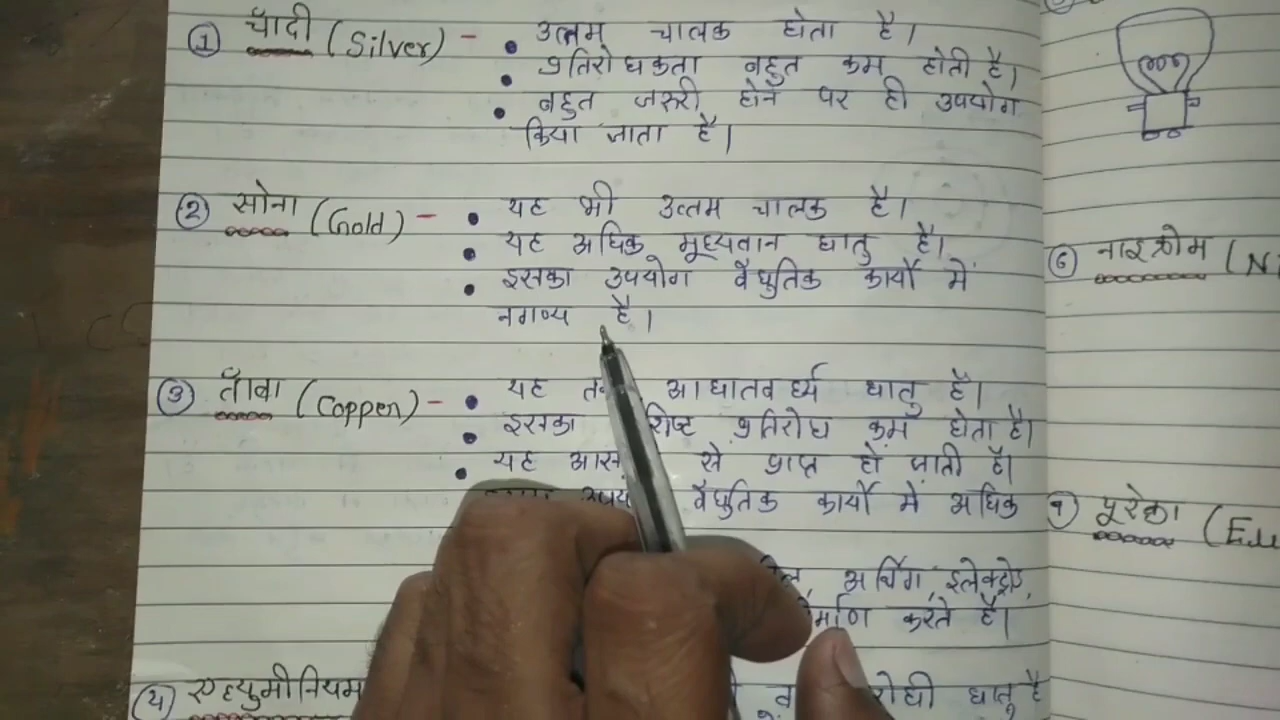 ① चाँदी (Silver) - • उत्तम चालक होता है।
• प्रतिरोधकता बहुत कम होती है।
• बहुत जरुरी होने पर ही उपयोग
किया जाता है।
② सोना (Gold) - • यह भी उत्तम चालक है।
• यह अधिक मूल्यवान धातु है।
• इसका उपयोग वैधुतिक कार्यों में
नगण्य है।
③ ताँबा (Copper) - • यह आघातवर्ध्य धातु है।
• इसका प्रतिरोध कम होता है।
• यह से प्राप्त हो जाती है।
वैधुतिक कार्यों में अधिक
अर्थिंग, इलेक्ट्रोड,
करते है।
(4) एल्युमीनियम धातु है
⑥ नाइक्रोम (Ni
यूरेका (Eu